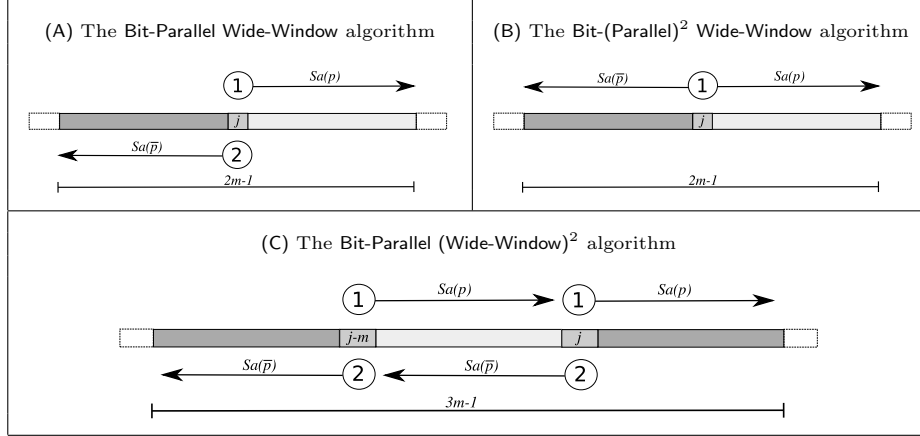 (A) The Bit-Parallel Wide-Window algorithm
1 Sa(p)
j
Sa(p̅) 2
2m-1
(B) The Bit-(Parallel)² Wide-Window algorithm
Sa(p̅) 1 Sa(p)
j
2m-1
(C) The Bit-Parallel (Wide-Window)² algorithm
1 Sa(p) 1 Sa(p)
j-m j
Sa(p̅) 2 Sa(p̅) 2
3m-1